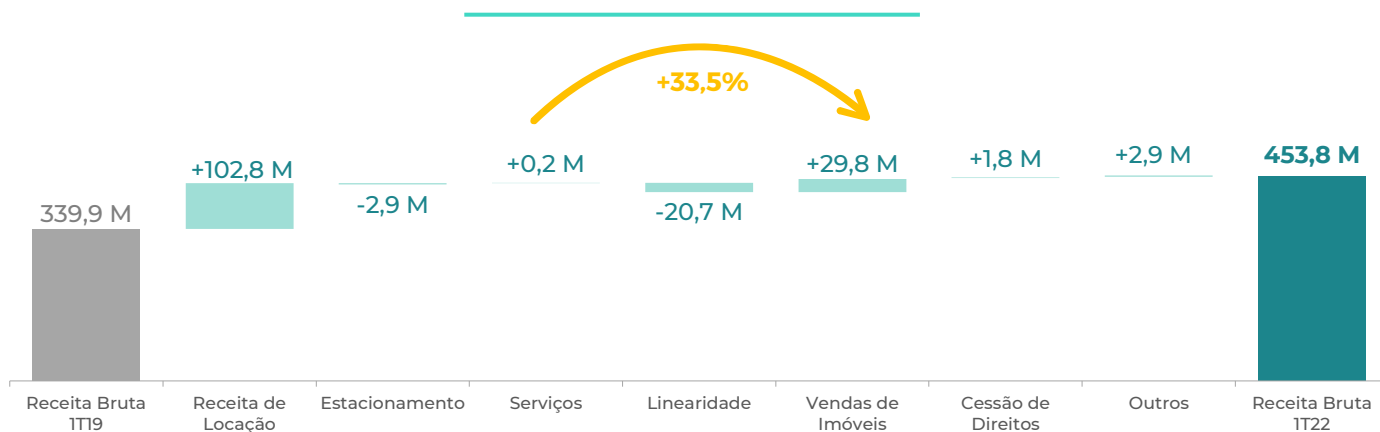 +33,5%
339,9 M
+102,8 M
-2,9 M
+0,2 M
-20,7 M
+29,8 M
+1,8 M
+2,9 M
453,8 M
Receita Bruta
1T19
Receita de
Locação
Estacionamento
Serviços
Linearidade
Vendas de
Imóveis
Cessão de
Direitos
Outros
Receita Bruta
1T22